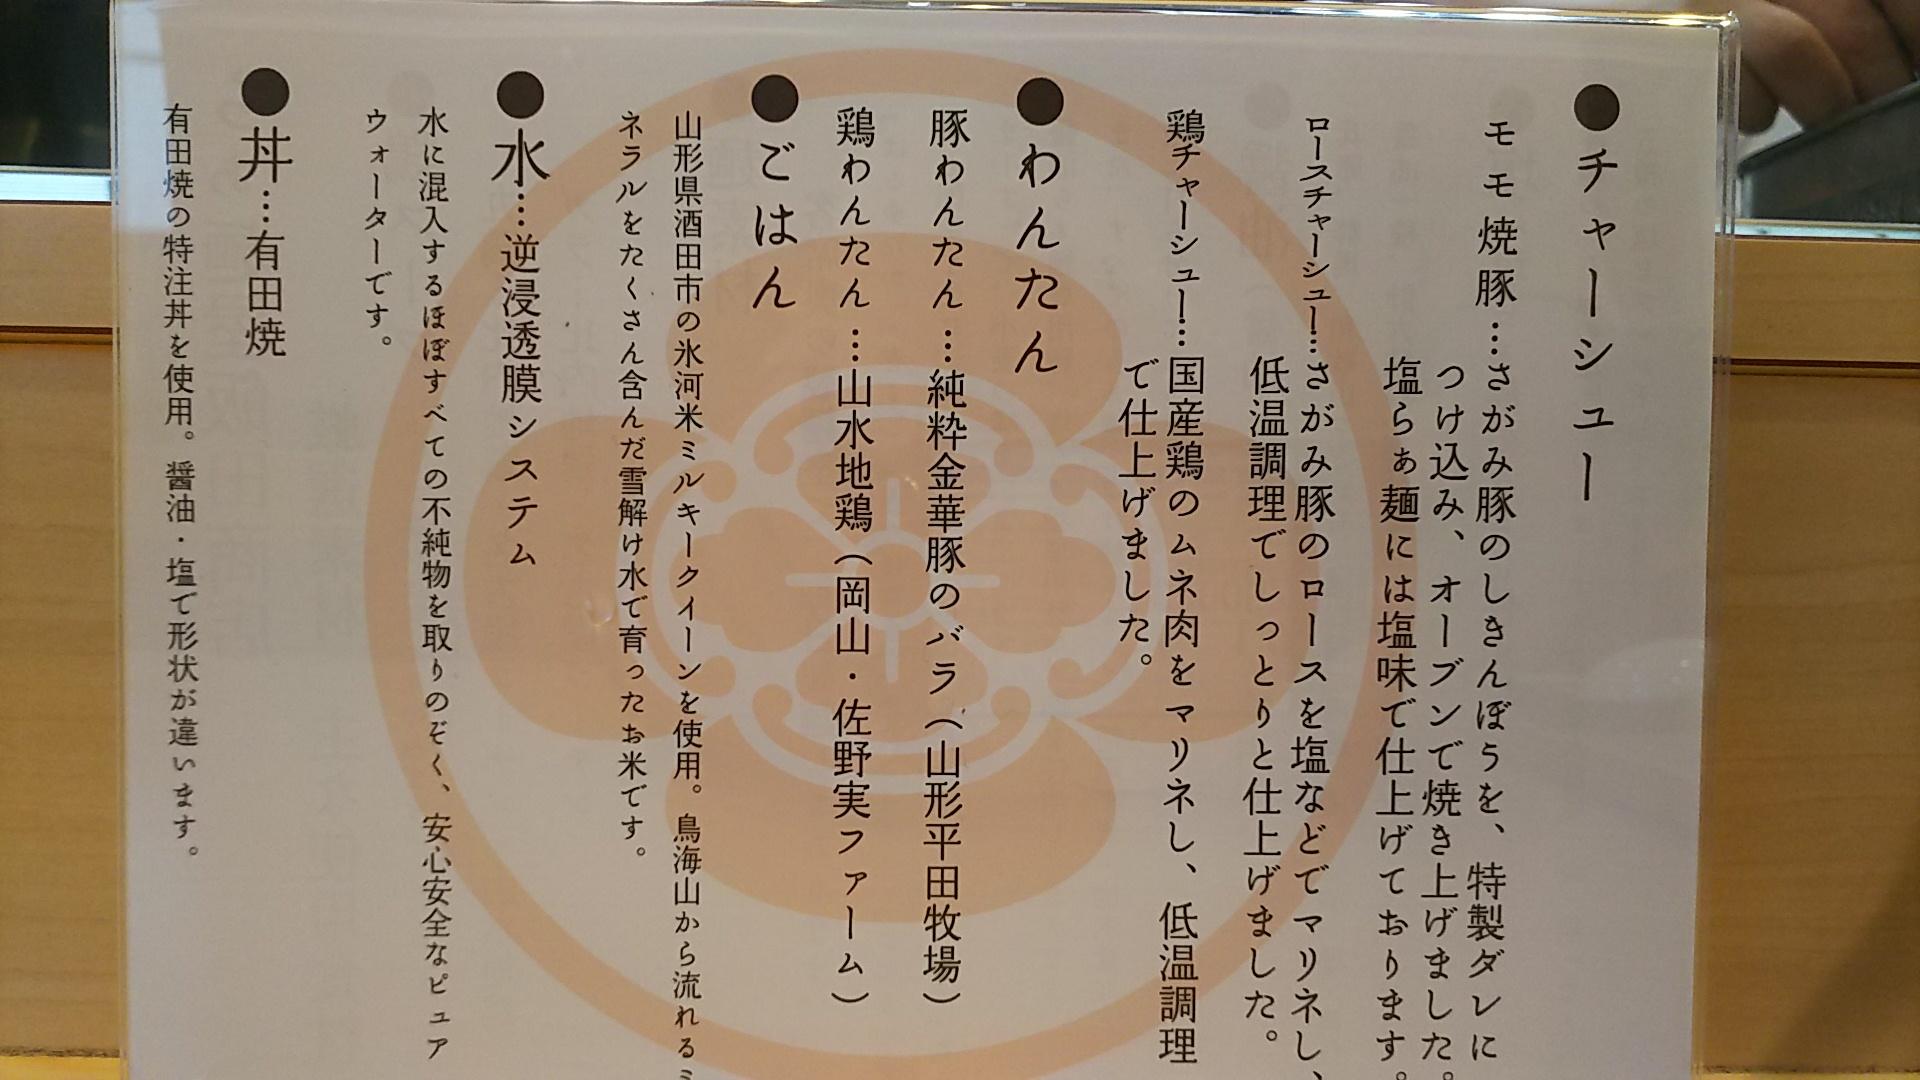 ●チャーシュー
モモ焼豚…さがみ豚のしきんぼうを、特製ダレに
つけ込み、オーブンで焼き上げました。
塩らぁ麺には塩味で仕上げております。
ロースチャーシュー…さがみ豚のロースを塩などでマリネし、
低温調理でしっとりと仕上げました。
鶏チャーシュー…国産鶏のムネ肉をマリネし、低温調理
で仕上げました。
●わんたん
豚わんたん…純粋金華豚のバラ（山形平田牧場）
鶏わんたん…山水地鶏（岡山・佐野実ファーム）
●ごはん
山形県酒田市の氷河米ミルキークイーンを使用。鳥海山から流れるミ
ネラルをたくさん含んだ雪解け水で育ったお米です。
●水…逆浸透膜システム
水に混入するほぼすべての不純物を取りのぞく、安心安全なピュア
ウォーターです。
●丼…有田焼
有田焼の特注丼を使用。醤油・塩で形状が違います。